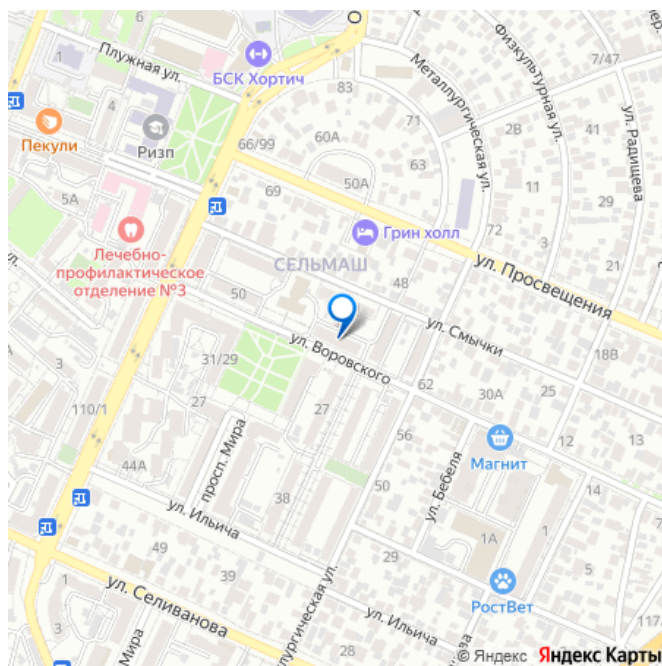 Плужная ул.
БСК Хортич
О
7/47
Физкультурная ул.
Металлургическая ул.
ул. Радищева
1
4
83
71
2В
41
Пекули
Ризп
66/99
60А
63
11
29
5А
69
50А
72
Лечебно-
профилактическое
отделение №3
Грин холл
21
СЕЛЬМАШ
48
ул. Просвещения
50
ул. Смычки
3
31/29
ул. Воровского
18В
27
62
30А
25
110/1
27
просп. Мира
56
12
13
Магнит
44А
ул. Бебеля
38
50
14
ул. Ильича
1
1А
49
29
5
39
РостВет
1
ул. Селиванова
3
Мира
ул. Ильича
117/
© Яндекс Яндекс Карты